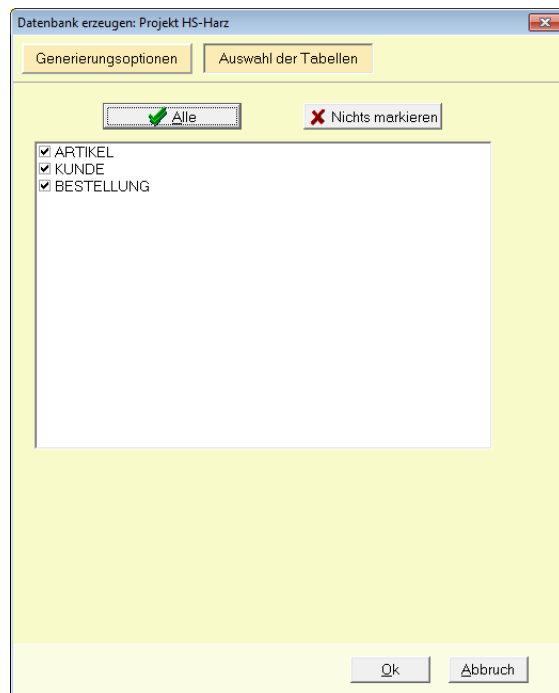 Datenbank erzeugen: Projekt HS-Harz
Generierungsoptionen Auswahl der Tabellen
Alle Nichts markieren
ARTIKEL
KUNDE
BESTELLUNG
Ok Abbruch